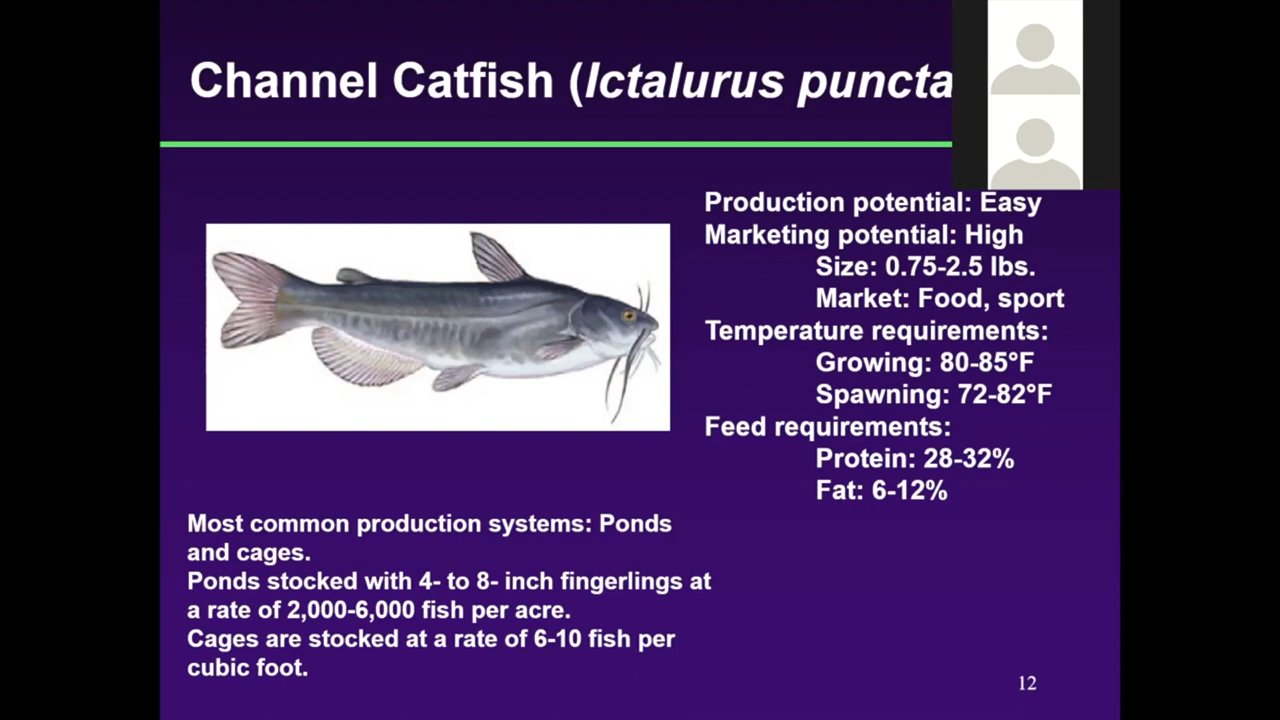 Channel Catfish (Ictalurus puncta
Production potential: Easy
Marketing potential: High
Size: 0.75-2.5 lbs.
Market: Food, sport
Temperature requirements:
Growing: 80-85°F
Spawning: 72-82°F
Feed requirements:
Protein: 28-32%
Fat: 6-12%
Most common production systems: Ponds
and cages.
Ponds stocked with 4- to 8- inch fingerlings at
a rate of 2,000-6,000 fish per acre.
Cages are stocked at a rate of 6-10 fish per
cubic foot.
12